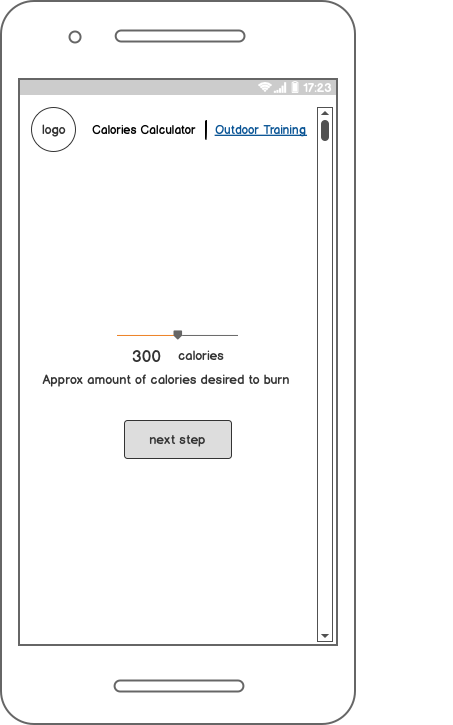 17:23
logo Calories Calculator Outdoor Training
300 calories
Approx amount of calories desired to burn
next step